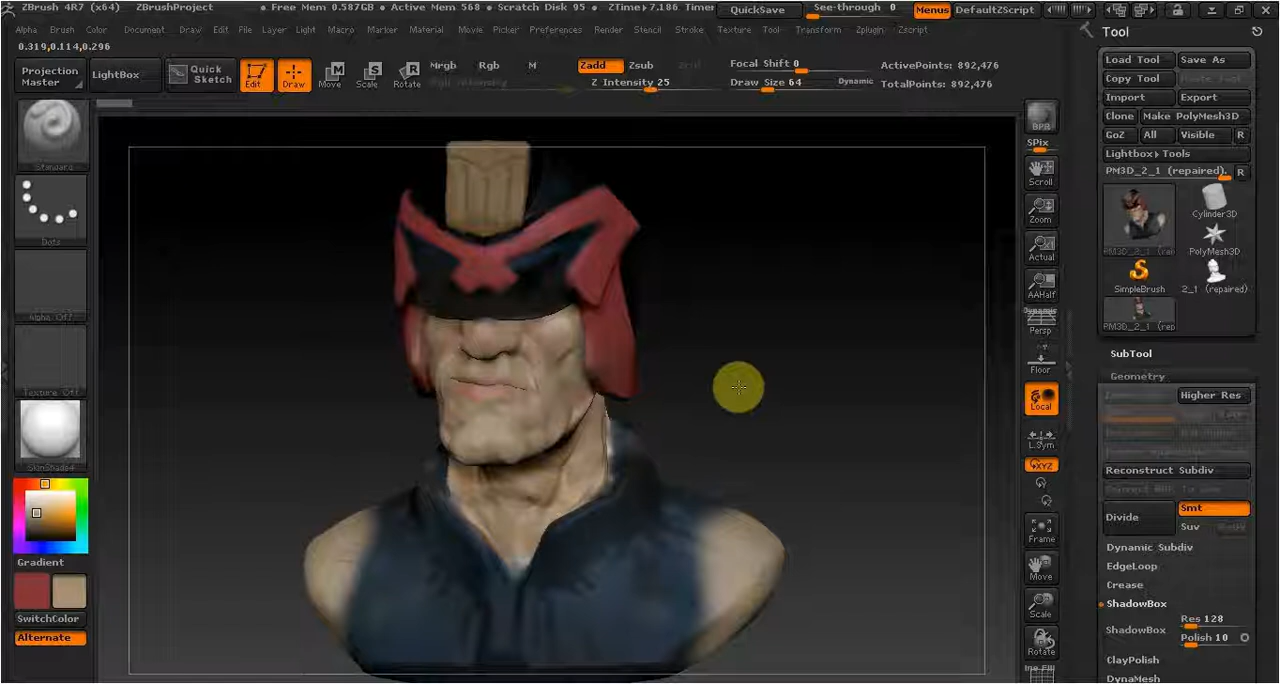 ZBrush 4R7 (x64) ZBrushProject • Free Mem 0.587GB • Active Mem 568 • Scratch Disk 95 • ZTime▸7.186 Timer QuickSave See-through 0 Menus DefaultZScript
Alpha Brush Color Document Draw Edit File Layer Light Macro Marker Material Movie Picker Preferences Render Stencil Stroke Texture Tool Transform Zplugin Zscript
0.319,0.114,0.296
Projection Master
LightBox
Quick Sketch
Edit
Draw
Move
Scale
Rotate
Mrgb Rgb M
Zadd Zsub
Z Intensity 25
Focal Shift 0
Draw Size 64
Dynamic
ActivePoints: 892,476
TotalPoints: 892,476
Standard
Dots
Alpha Off
Texture Off
SkinShade4
Gradient
SwitchColor
Alternate
BPR
SPix
Scroll
Zoom
Actual
AAHalf
Dynamic
Persp
Floor
Local
L.Sym
XYZ
Frame
Move
Scale
Rotate
Line Fill
Tool
Load Tool Save As
Copy Tool
Import Export
Clone Make PolyMesh3D
GoZ All Visible R
Lightbox▸Tools
PM3D_2_1 (repaired). R
Cylinder3D
PM3D_2_1 (rep
PolyMesh3D
SimpleBrush
2_1 (repaired)
PM3D_2_1 (rep
SubTool
Geometry
Higher Res
Reconstruct Subdiv
Divide
Smt
Suv
Dynamic Subdiv
EdgeLoop
Crease
ShadowBox
ShadowBox
Res 128
Polish 10
ClayPolish
DynaMesh